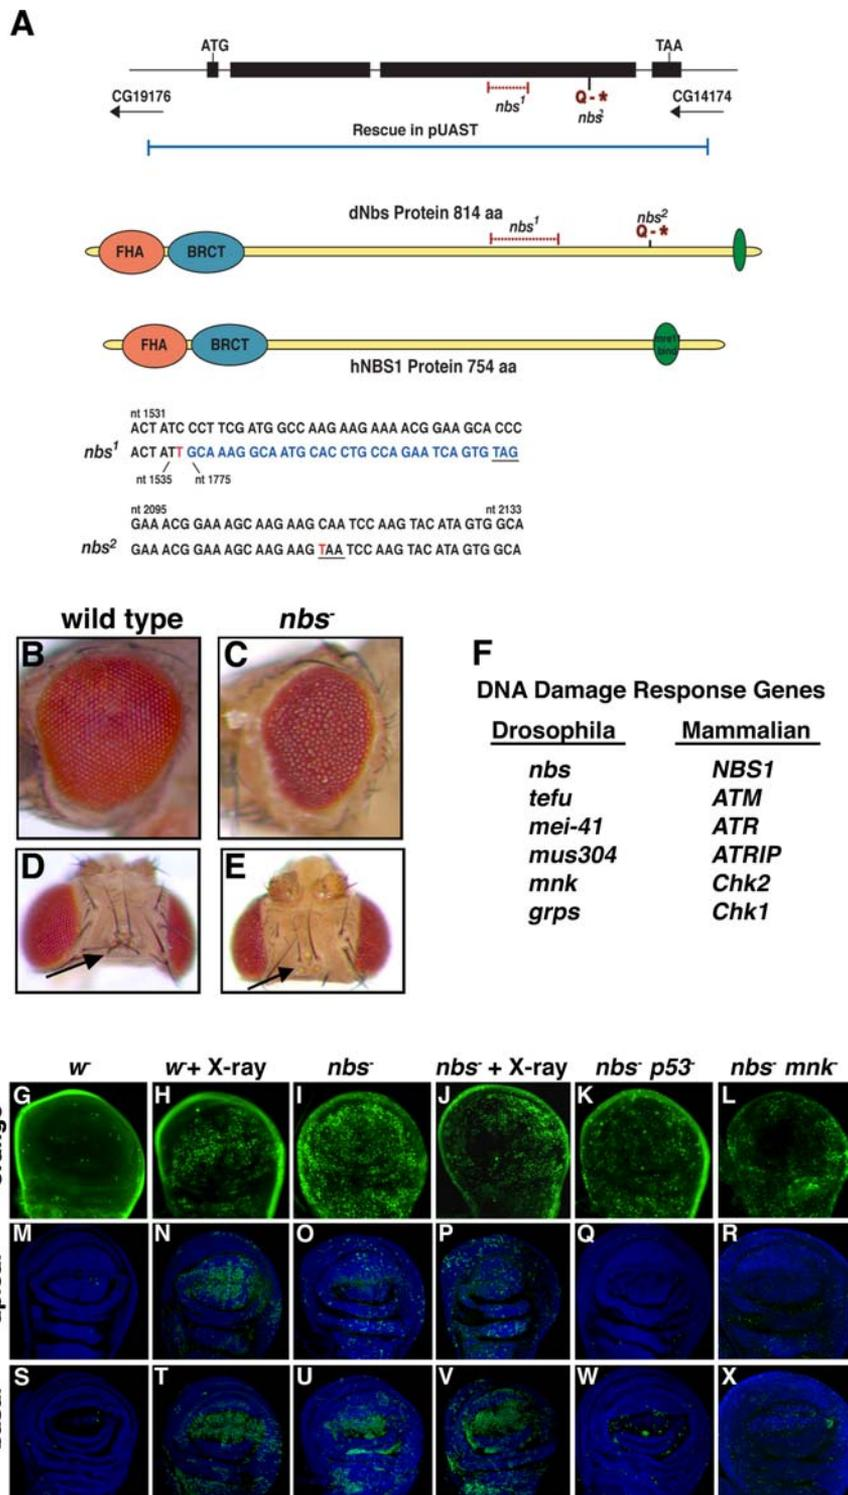 A
ATG TAA
CG19176 nbs1 Q - * CG14174
nbs2
Rescue in pUAST
dNbs Protein 814 aa nbs1 nbs2
Q - *
FHA BRCT
FHA BRCT mre11
bind
hNBS1 Protein 754 aa
nt 1531
ACT ATC CCT TCG ATG GCC AAG AAG AAA ACG GAA GCA CCC
nbs1 ACT ATT GCA AAG GCA ATG CAC CTG CCA GAA TCA GTG TAG
nt 1535 nt 1775
nt 2095 nt 2133
GAA ACG GAA AGC AAG AAG CAA TCC AAG TAC ATA GTG GCA
nbs2 GAA ACG GAA AGC AAG AAG TAA TCC AAG TAC ATA GTG GCA
wild type nbs-
B C
D E
F
DNA Damage Response Genes
Drosophila Mammalian
nbs NBS1
tefu ATM
mei-41 ATR
mus304 ATRIP
mnk Chk2
grps Chk1
w- w-+ X-ray nbs- nbs- + X-ray nbs- p53- nbs- mnk-
G H I J K L
M N O P Q R
S T U V W X